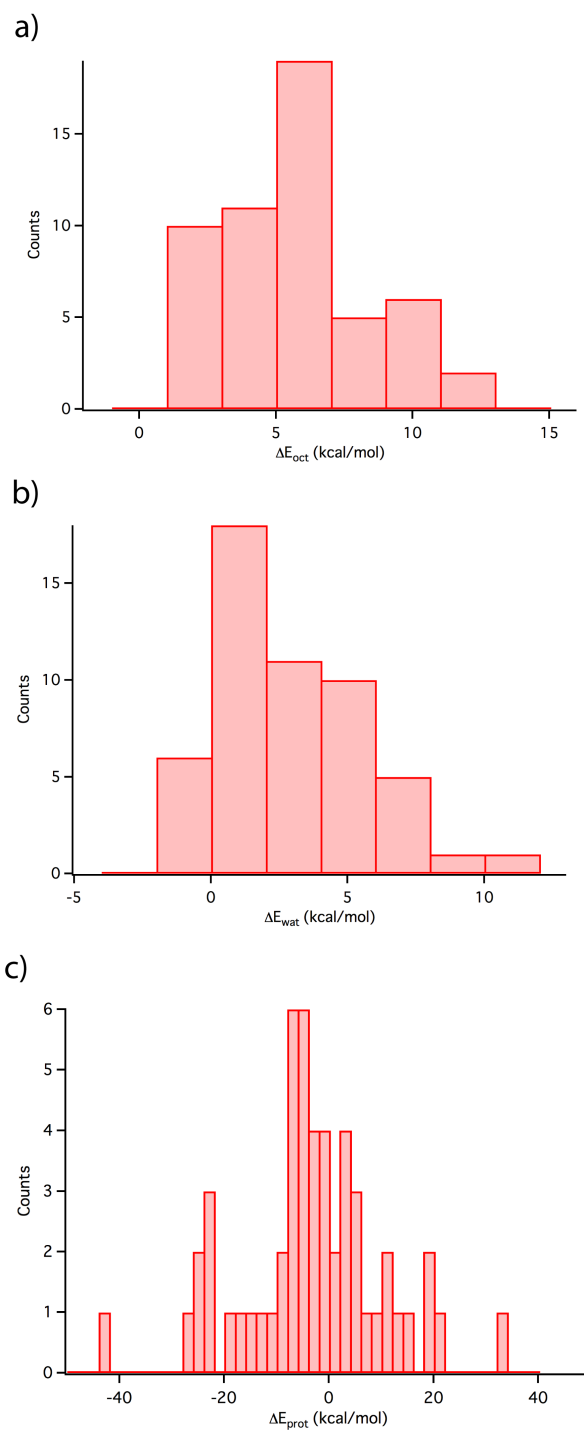 a)
15
10
5
0
Counts
0 5 10 15
ΔEoct (kcal/mol)
b)
15
10
5
0
Counts
-5 0 5 10
ΔEwat (kcal/mol)
c)
6
5
4
3
2
1
0
Counts
-40 -20 0 20 40
ΔEprot (kcal/mol)